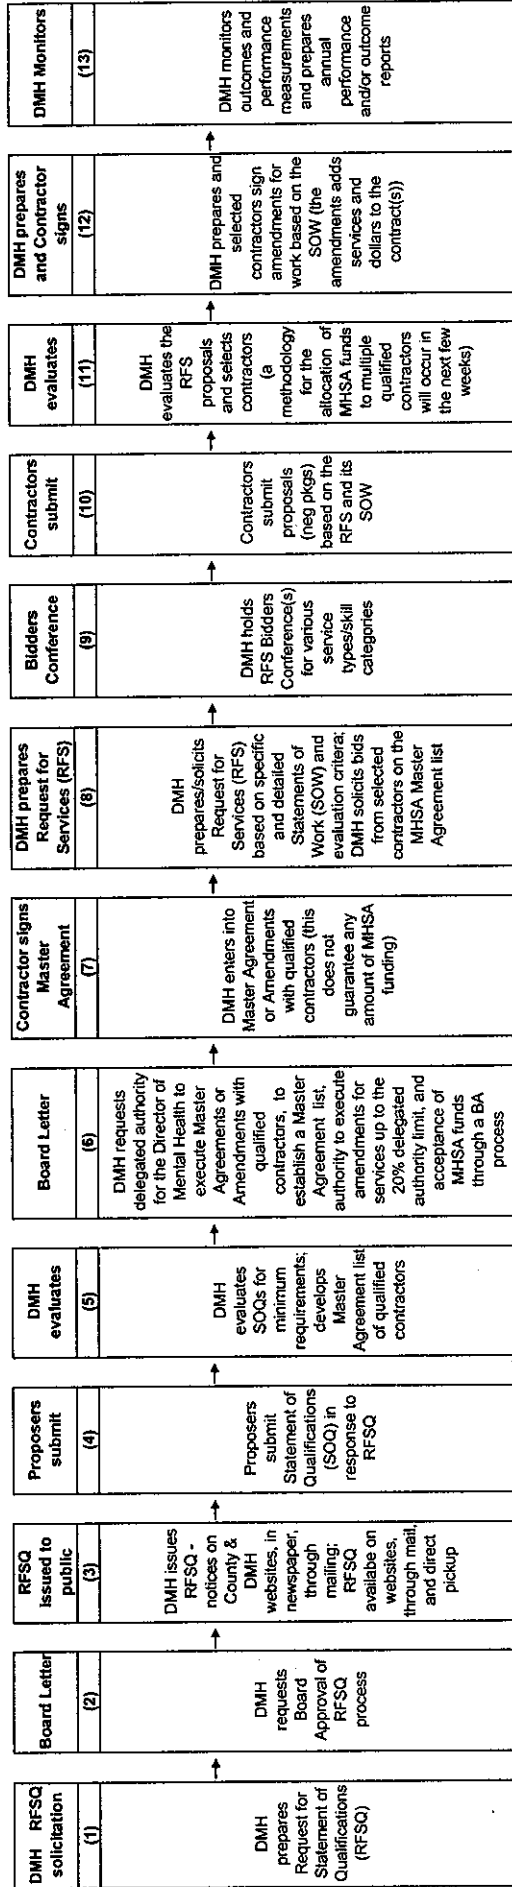 DMH RFSQ
solicitation
(1)
DMH
prepares
Request for
Statement of
Qualifications
(RFSQ)
Board Letter
(2)
DMH
requests
Board
Approval of
RFSQ
process
RFSQ
Issued to
public
(3)
DMH issues
RFSQ -
notices on
County &
DMH
websites, in
newspaper,
through
mailing;
RFSQ
availabe on
websites,
through mail,
and direct
pickup
Proposers
submit
(4)
Proposers
submit
Statement of
Qualifications
(SOQ) in
response to
RFSQ
DMH
evaluates
(5)
DMH
evaluates
SOQs for
minimum
requirements;
develops
Master
Agreement list
of qualified
contractors
Board Letter
(6)
DMH requests
delegated authority
for the Director of
Mental Health to
execute Master
Agreements or
Amendments with
qualified
contractors, to
establish a Master
Agreement list,
authority to execute
amendments for
services up to the
20% delegated
authority limit, and
acceptance of
MHSA funds
through a BA
process
Contractor signs
Master
Agreement
(7)
DMH enters into
Master Agreement
or Amendments
with qualified
contractors (this
does not
guarantee any
amount of MHSA
funding)
DMH prepares
Request for
Services (RFS)
(8)
DMH
prepares/solicits
Request for
Services (RFS)
based on specific
and detailed
Statements of
Work (SOW) and
evaluation criteria;
DMH solicits bids
from selected
contractors on the
MHSA Master
Agreement list
Bidders
Conference
(9)
DMH holds
RFS Bidders
Conference(s)
for various
service
types/skill
categories
Contractors
submit
(10)
Contractors
submit
proposals
(neg pkgs)
based on the
RFS and its
SOW
DMH
evaluates
(11)
DMH
evaluates the
RFS
proposals
and selects
contractors
(a
methodology
for the
allocation of
MHSA funds
to multiple
qualified
contractors
will occur in
the next few
weeks)
DMH prepares
and Contractor
signs
(12)
DMH prepares and
selected
contractors sign
amendments for
work based on the
SOW (the
amendments adds
services and
dollars to the
contract(s))
DMH Monitors
(13)
DMH monitors
outcomes and
performance
measurements
and prepares
annual
performance
and/or outcome
reports